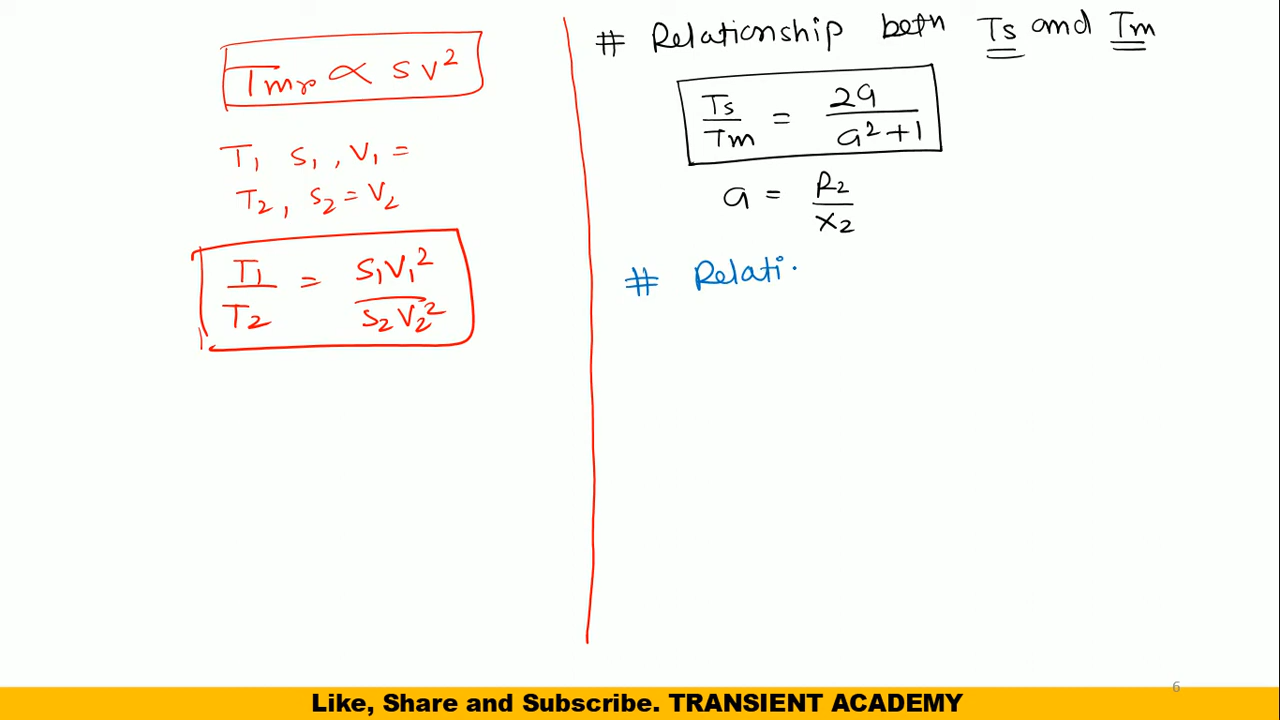 Tmr ∝ s v²
T₁ s₁ , v₁ =
T₂ , s₂ = v₂
T₁/T₂ = s₁v₁²/s₂v₂²
# Relationship betn Ts and Tm
Ts/Tm = 2a/a²+1
a = R₂/x₂
# Relati
6
Like, Share and Subscribe. TRANSIENT ACADEMY